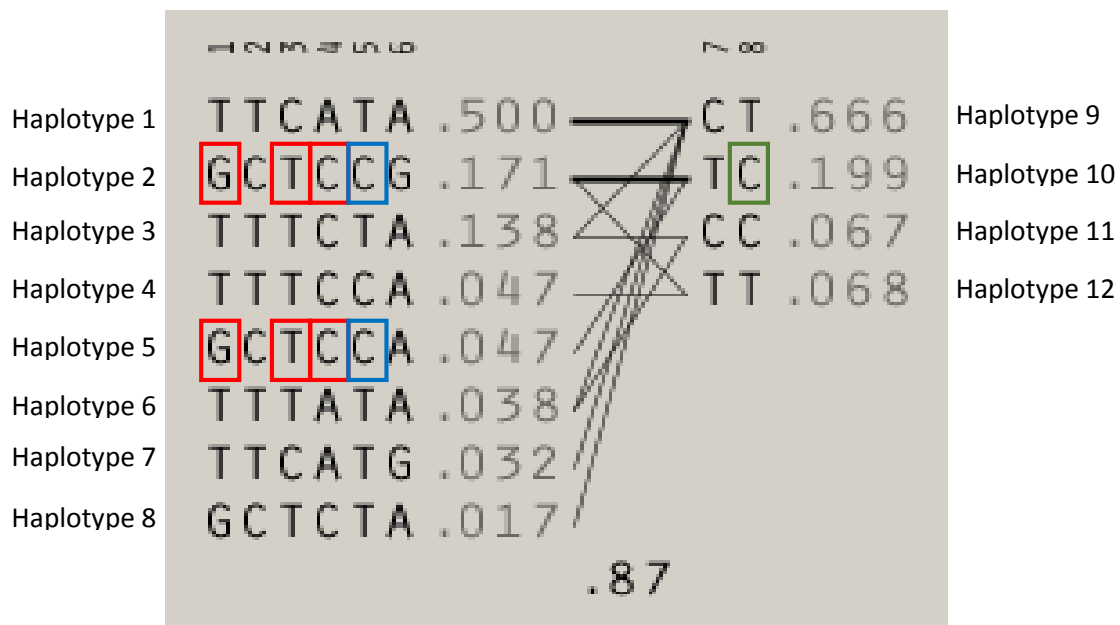 1 2 3 4 5 6 7 8
Haplotype 1 TTCATA .500 CT .666 Haplotype 9
Haplotype 2 GCTCCG .171 TC .199 Haplotype 10
Haplotype 3 TTTCTA .138 CC .067 Haplotype 11
Haplotype 4 TTTCCA .047 TT .068 Haplotype 12
Haplotype 5 GCTCCA .047
Haplotype 6 TTTATA .038
Haplotype 7 TTCATG .032
Haplotype 8 GCTCTA .017
.87